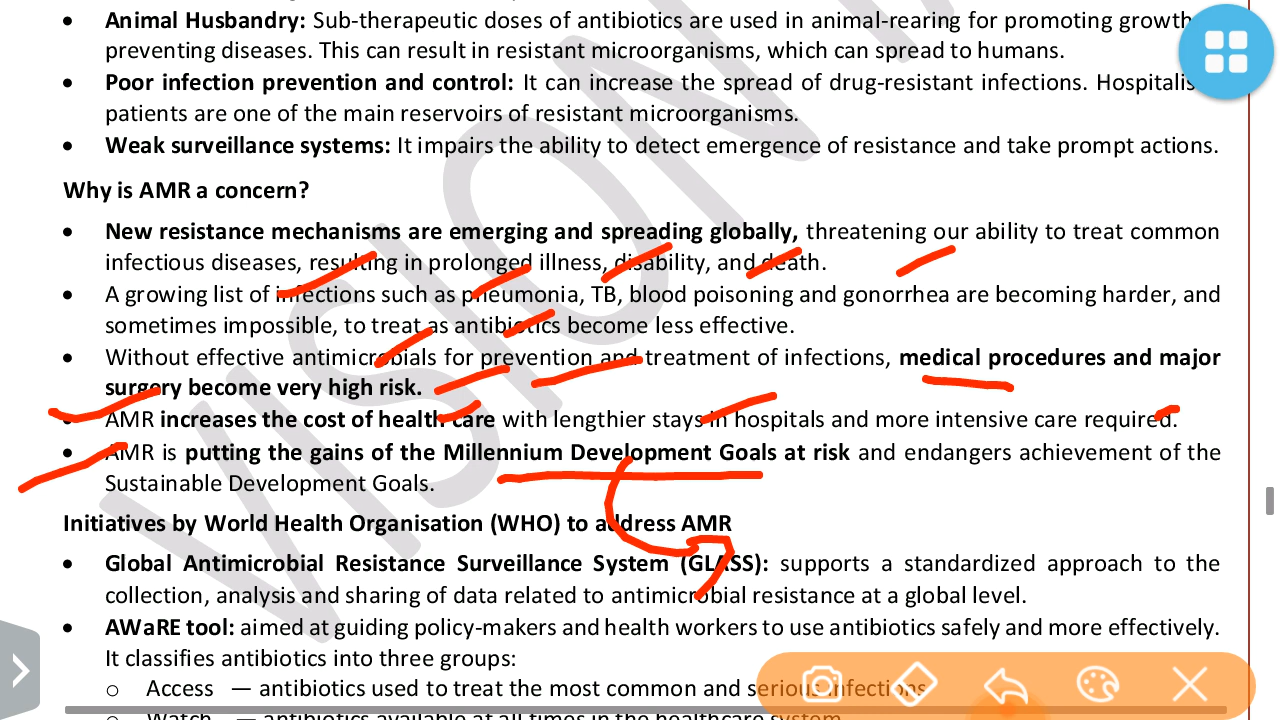 • Animal Husbandry: Sub-therapeutic doses of antibiotics are used in animal-rearing for promoting growth
preventing diseases. This can result in resistant microorganisms, which can spread to humans.
• Poor infection prevention and control: It can increase the spread of drug-resistant infections.
patients are one of the main reservoirs of resistant microorganisms.
• Weak surveillance systems: It impairs the ability to detect emergence of resistance and take prompt actions.
Why is AMR a concern?
• New resistance mechanisms are emerging and spreading globally, threatening our ability to treat common
infectious diseases, resulting in prolonged illness, disability, and death.
• A growing list of infections such as pneumonia, TB, blood poisoning and gonorrhea are becoming harder, and
sometimes impossible, to treat as antibiotics become less effective.
• Without effective antimicrobials for prevention and treatment of infections, medical procedures and major
surgery become very high risk.
• AMR increases the cost of health care with lengthier stays in hospitals and more intensive care required.
• AMR is putting the gains of the Millennium Development Goals at risk and endangers achievement of the
Sustainable Development Goals.
Initiatives by World Health Organisation (WHO) to address AMR
• Global Antimicrobial Resistance Surveillance System (GLASS): supports a standardized approach to the
collection, analysis and sharing of data related to antimicrobial resistance at a global level.
• AWaRE tool: aimed at guiding policy-makers and health workers to use antibiotics safely and more effectively.
It classifies antibiotics into three groups:
o Access — antibiotics used to treat the most common and serious infections
o Watch — antibiotics available at all times in the healthcare system
VISION